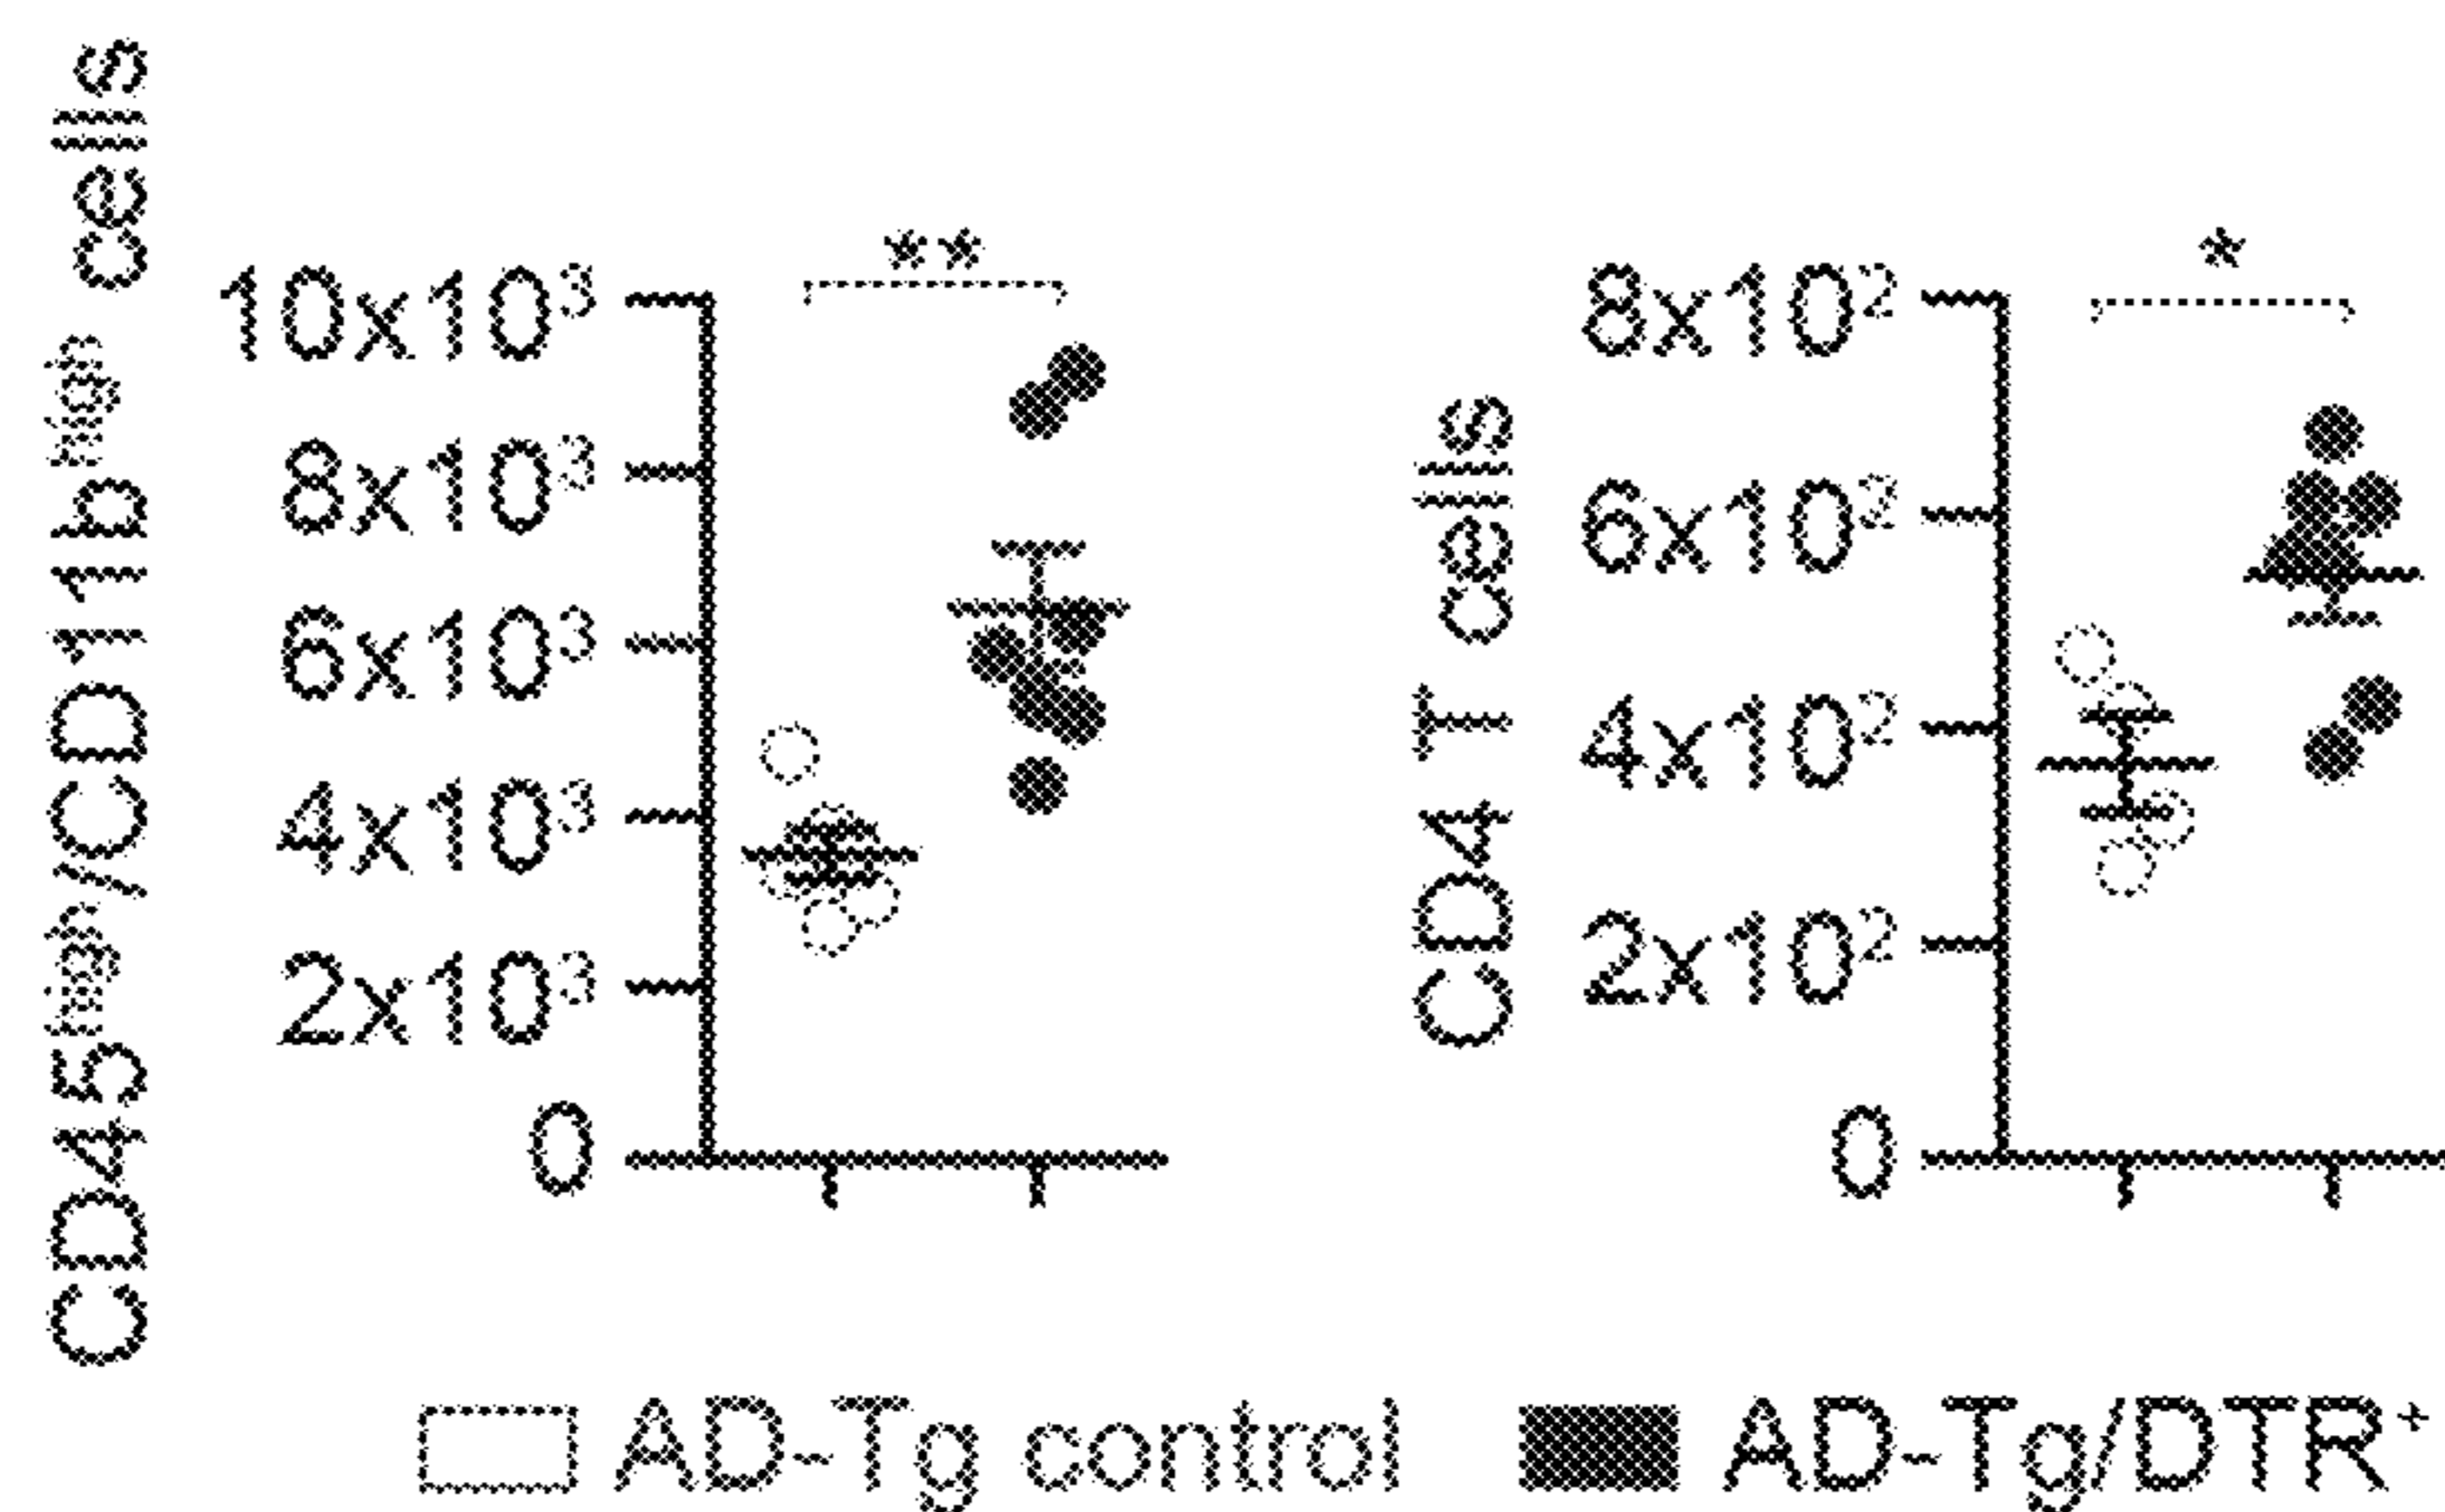 CD45ʰⁱᵍʰ/CD11bʰⁱᵍʰ cells
**
10x10³
8x10³
6x10³
4x10³
2x10³
0
CD4 T cells
*
8x10²
6x10²
4x10²
2x10²
0
AD-Tg control
AD-Tg/DTR⁺